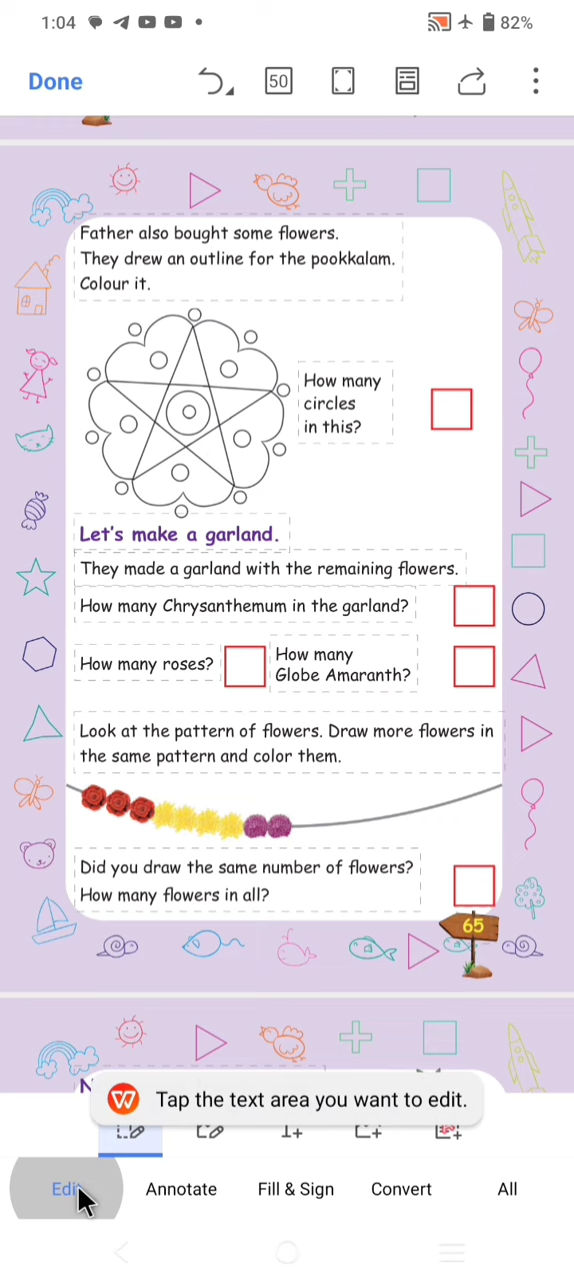 1:04
82%
Done
50
Father also bought some flowers.
They drew an outline for the pookkalam.
Colour it.
How many
circles
in this?
Let's make a garland.
They made a garland with the remaining flowers.
How many Chrysanthemum in the garland?
How many roses?
How many
Globe Amaranth?
Look at the pattern of flowers. Draw more flowers in
the same pattern and color them.
Did you draw the same number of flowers?
How many flowers in all?
65
Tap the text area you want to edit.
Edit
Annotate
Fill & Sign
Convert
All